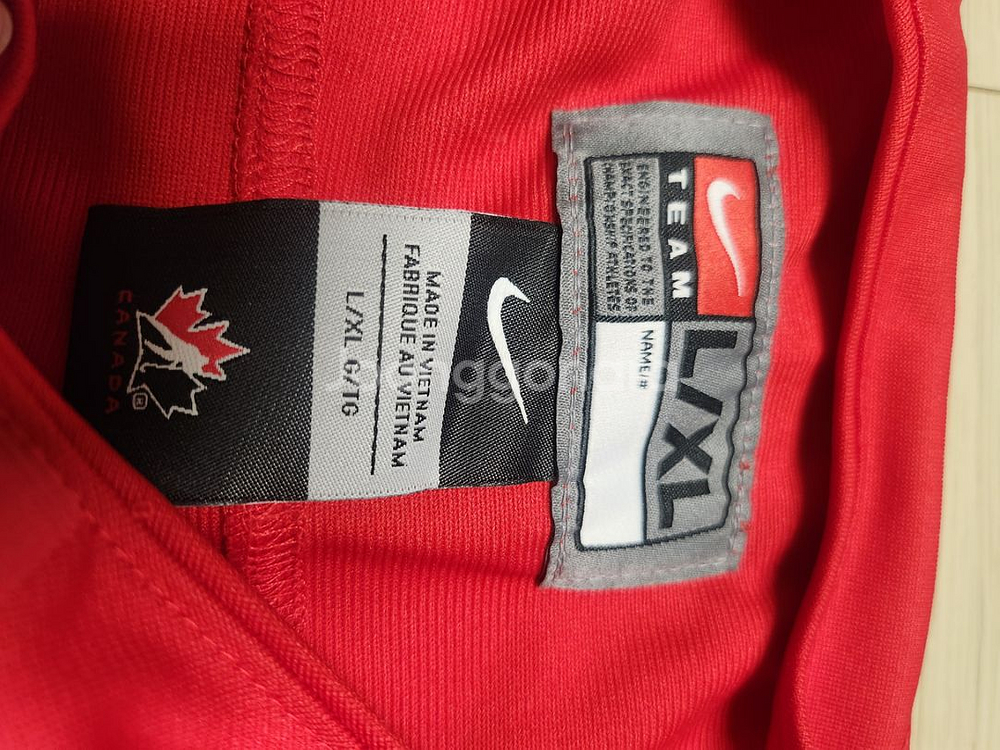 TEAM
ENGINEERED TO THE
EXACT SPECIFICATIONS OF
CHAMPIONSHIP ATHLETES
L/XL
NAME/#
MADE IN VIETNAM
FABRIQUE AU VIETNAM
L/XL G/TG
®
CANADA